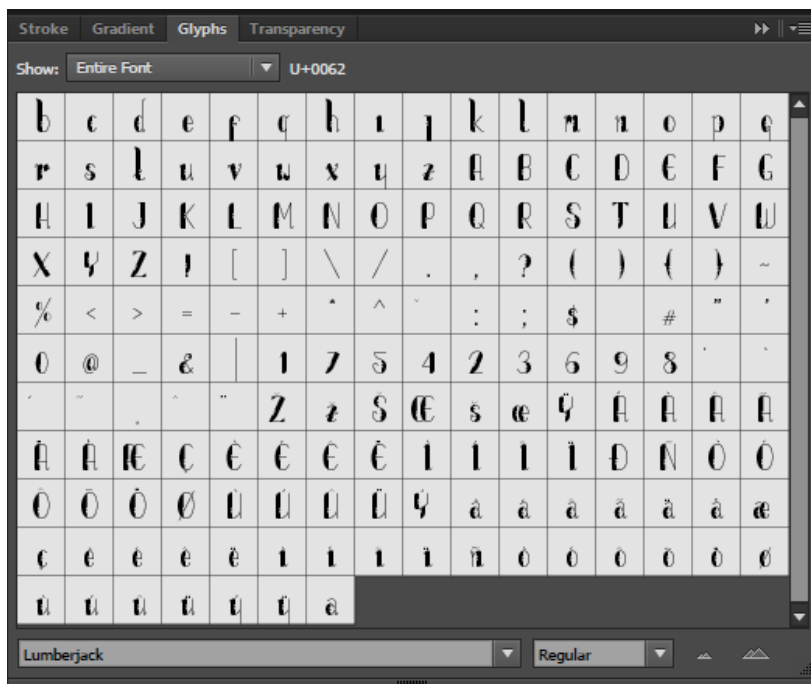 Stroke Gradient Glyphs Transparency
Show: Entire Font U+0062
b c d e f g h i j k l m n o p q
r s t u v w x y z A B C D E F G
H I J K L M N O P Q R S T U V W
X Y Z ! [ ] \ / . , ? ( ) { } ~
% < > = - + * ^ ˘ : ; $ # " '
0 @ _ & | 1 7 5 4 2 3 6 9 8 ˙ `
´ ˝ ¸ ˆ ¨ Ž ž Š Œ š œ Ÿ
Æ Ç Ð Ñ
Ø æ
ç ñ ø
a
Lumberjack Regular